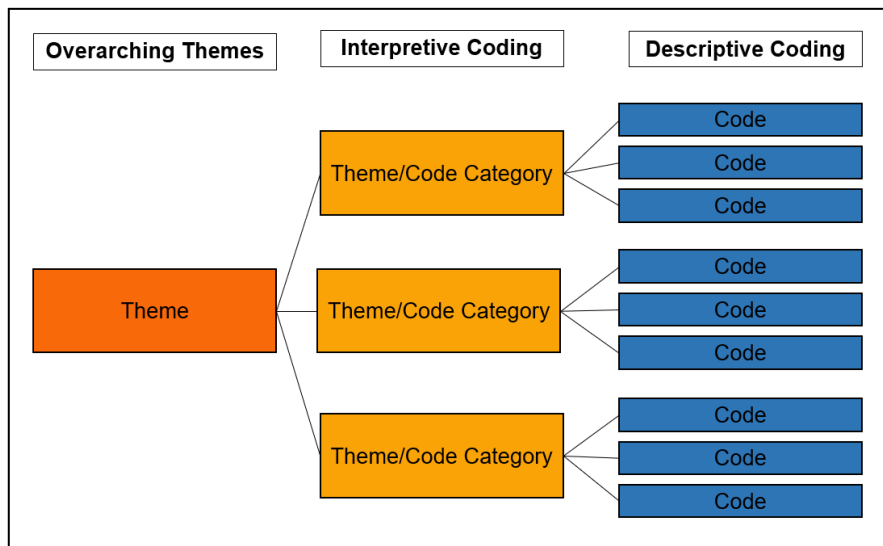 Overarching Themes
Interpretive Coding
Descriptive Coding
Theme
Theme/Code Category
Code
Code
Code
Theme/Code Category
Code
Code
Code
Theme/Code Category
Code
Code
Code